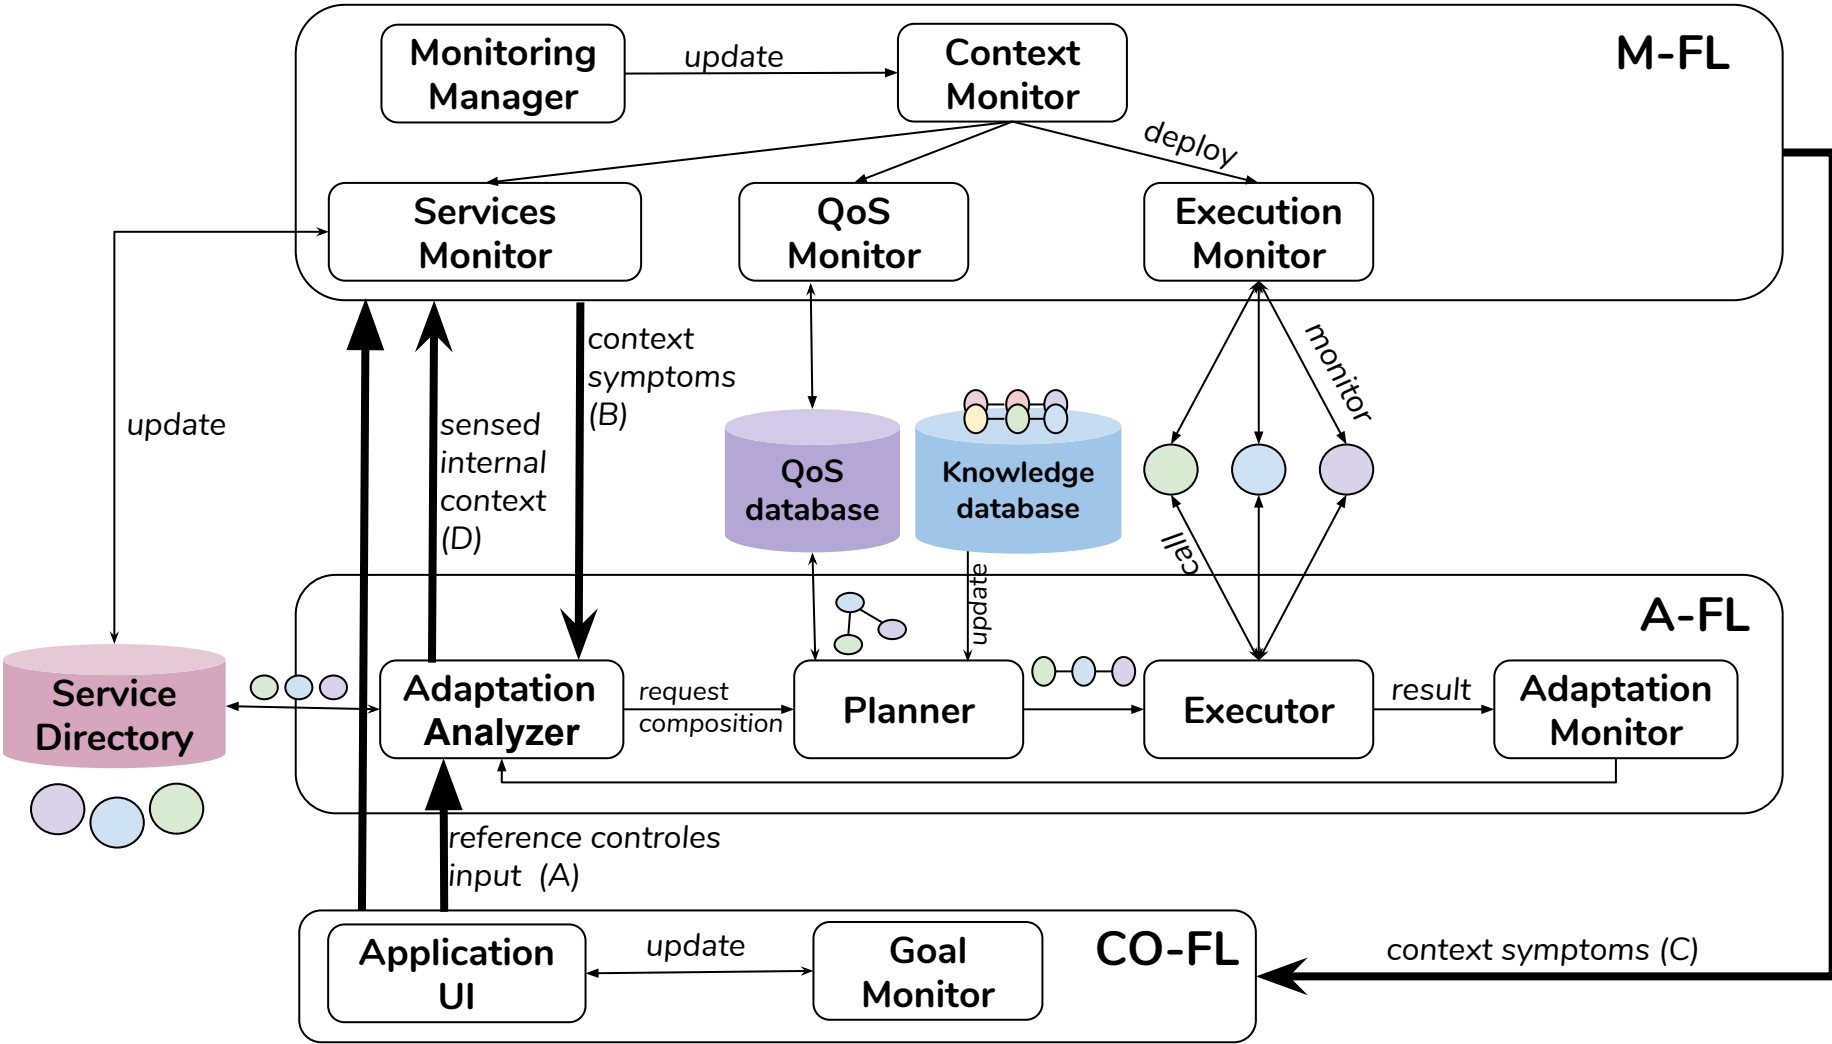 Monitoring
Manager
update
Context
Monitor
M-FL
deploy
Services
Monitor
QoS
Monitor
Execution
Monitor
context
symptoms
(B)
monitor
update
sensed
internal
context
(D)
QoS
database
Knowledge
database
call
update
A-FL
Service
Directory
Adaptation
Analyzer
request
composition
Planner
Executor
result
Adaptation
Monitor
reference controles
input (A)
Application
UI
update
Goal
Monitor
CO-FL
context symptoms (C)